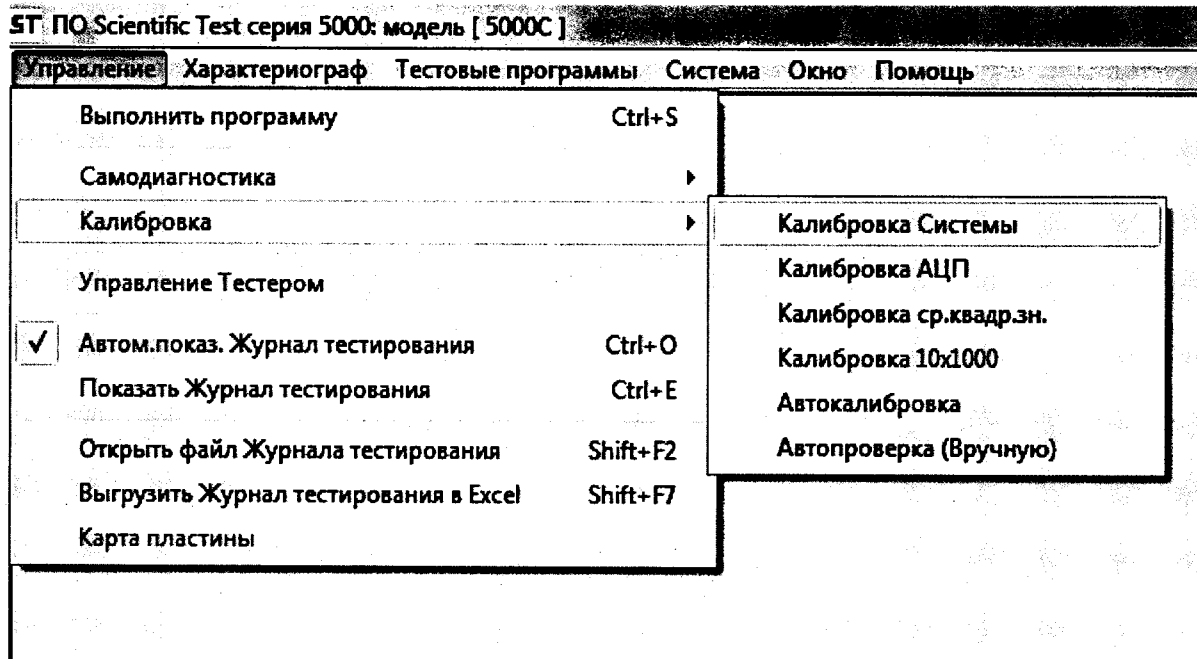 ST ПО Scientific Test серия 5000: модель [ 5000C ]
Управление Характериограф Тестовые программы Система Окно Помощь
Выполнить программу Ctrl+S
Самодиагностика
Калибровка
Управление Тестером
Автом.показ. Журнал тестирования Ctrl+O
Показать Журнал тестирования Ctrl+E
Открыть файл Журнала тестирования Shift+F2
Выгрузить Журнал тестирования в Excel Shift+F7
Карта пластины
Калибровка Системы
Калибровка АЦП
Калибровка ср.квадр.зн.
Калибровка 10x1000
Автокалибровка
Автопроверка (Вручную)